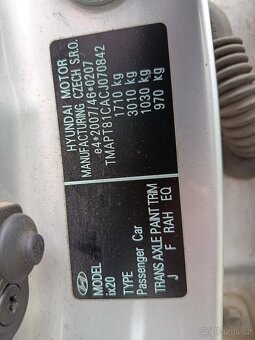 HYUNDAI MOTOR
MANUFACTURING CZECH S.R.O.
e4*2007/46*0207
TMAPT81CACJ070842
1710 kg
3010 kg
1030 kg
970 kg
MODEL
ix20
TYPE
Passenger Car
TRANS AXLE PAINT TRIM
J F RAH EQ